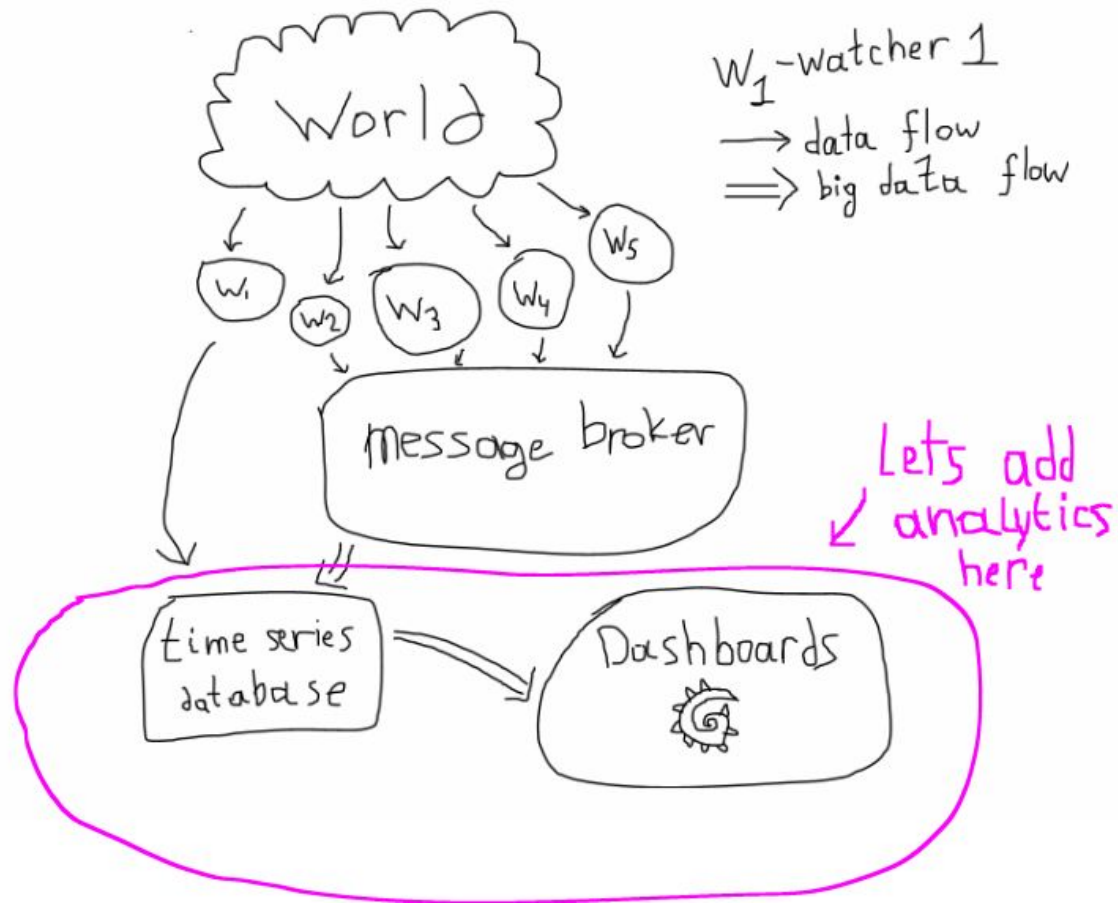 World
W1-watcher 1
data flow
big data flow
W1
W2
W3
W4
W5
message broker
Lets add
analytics
here
time series
database
Dashboards